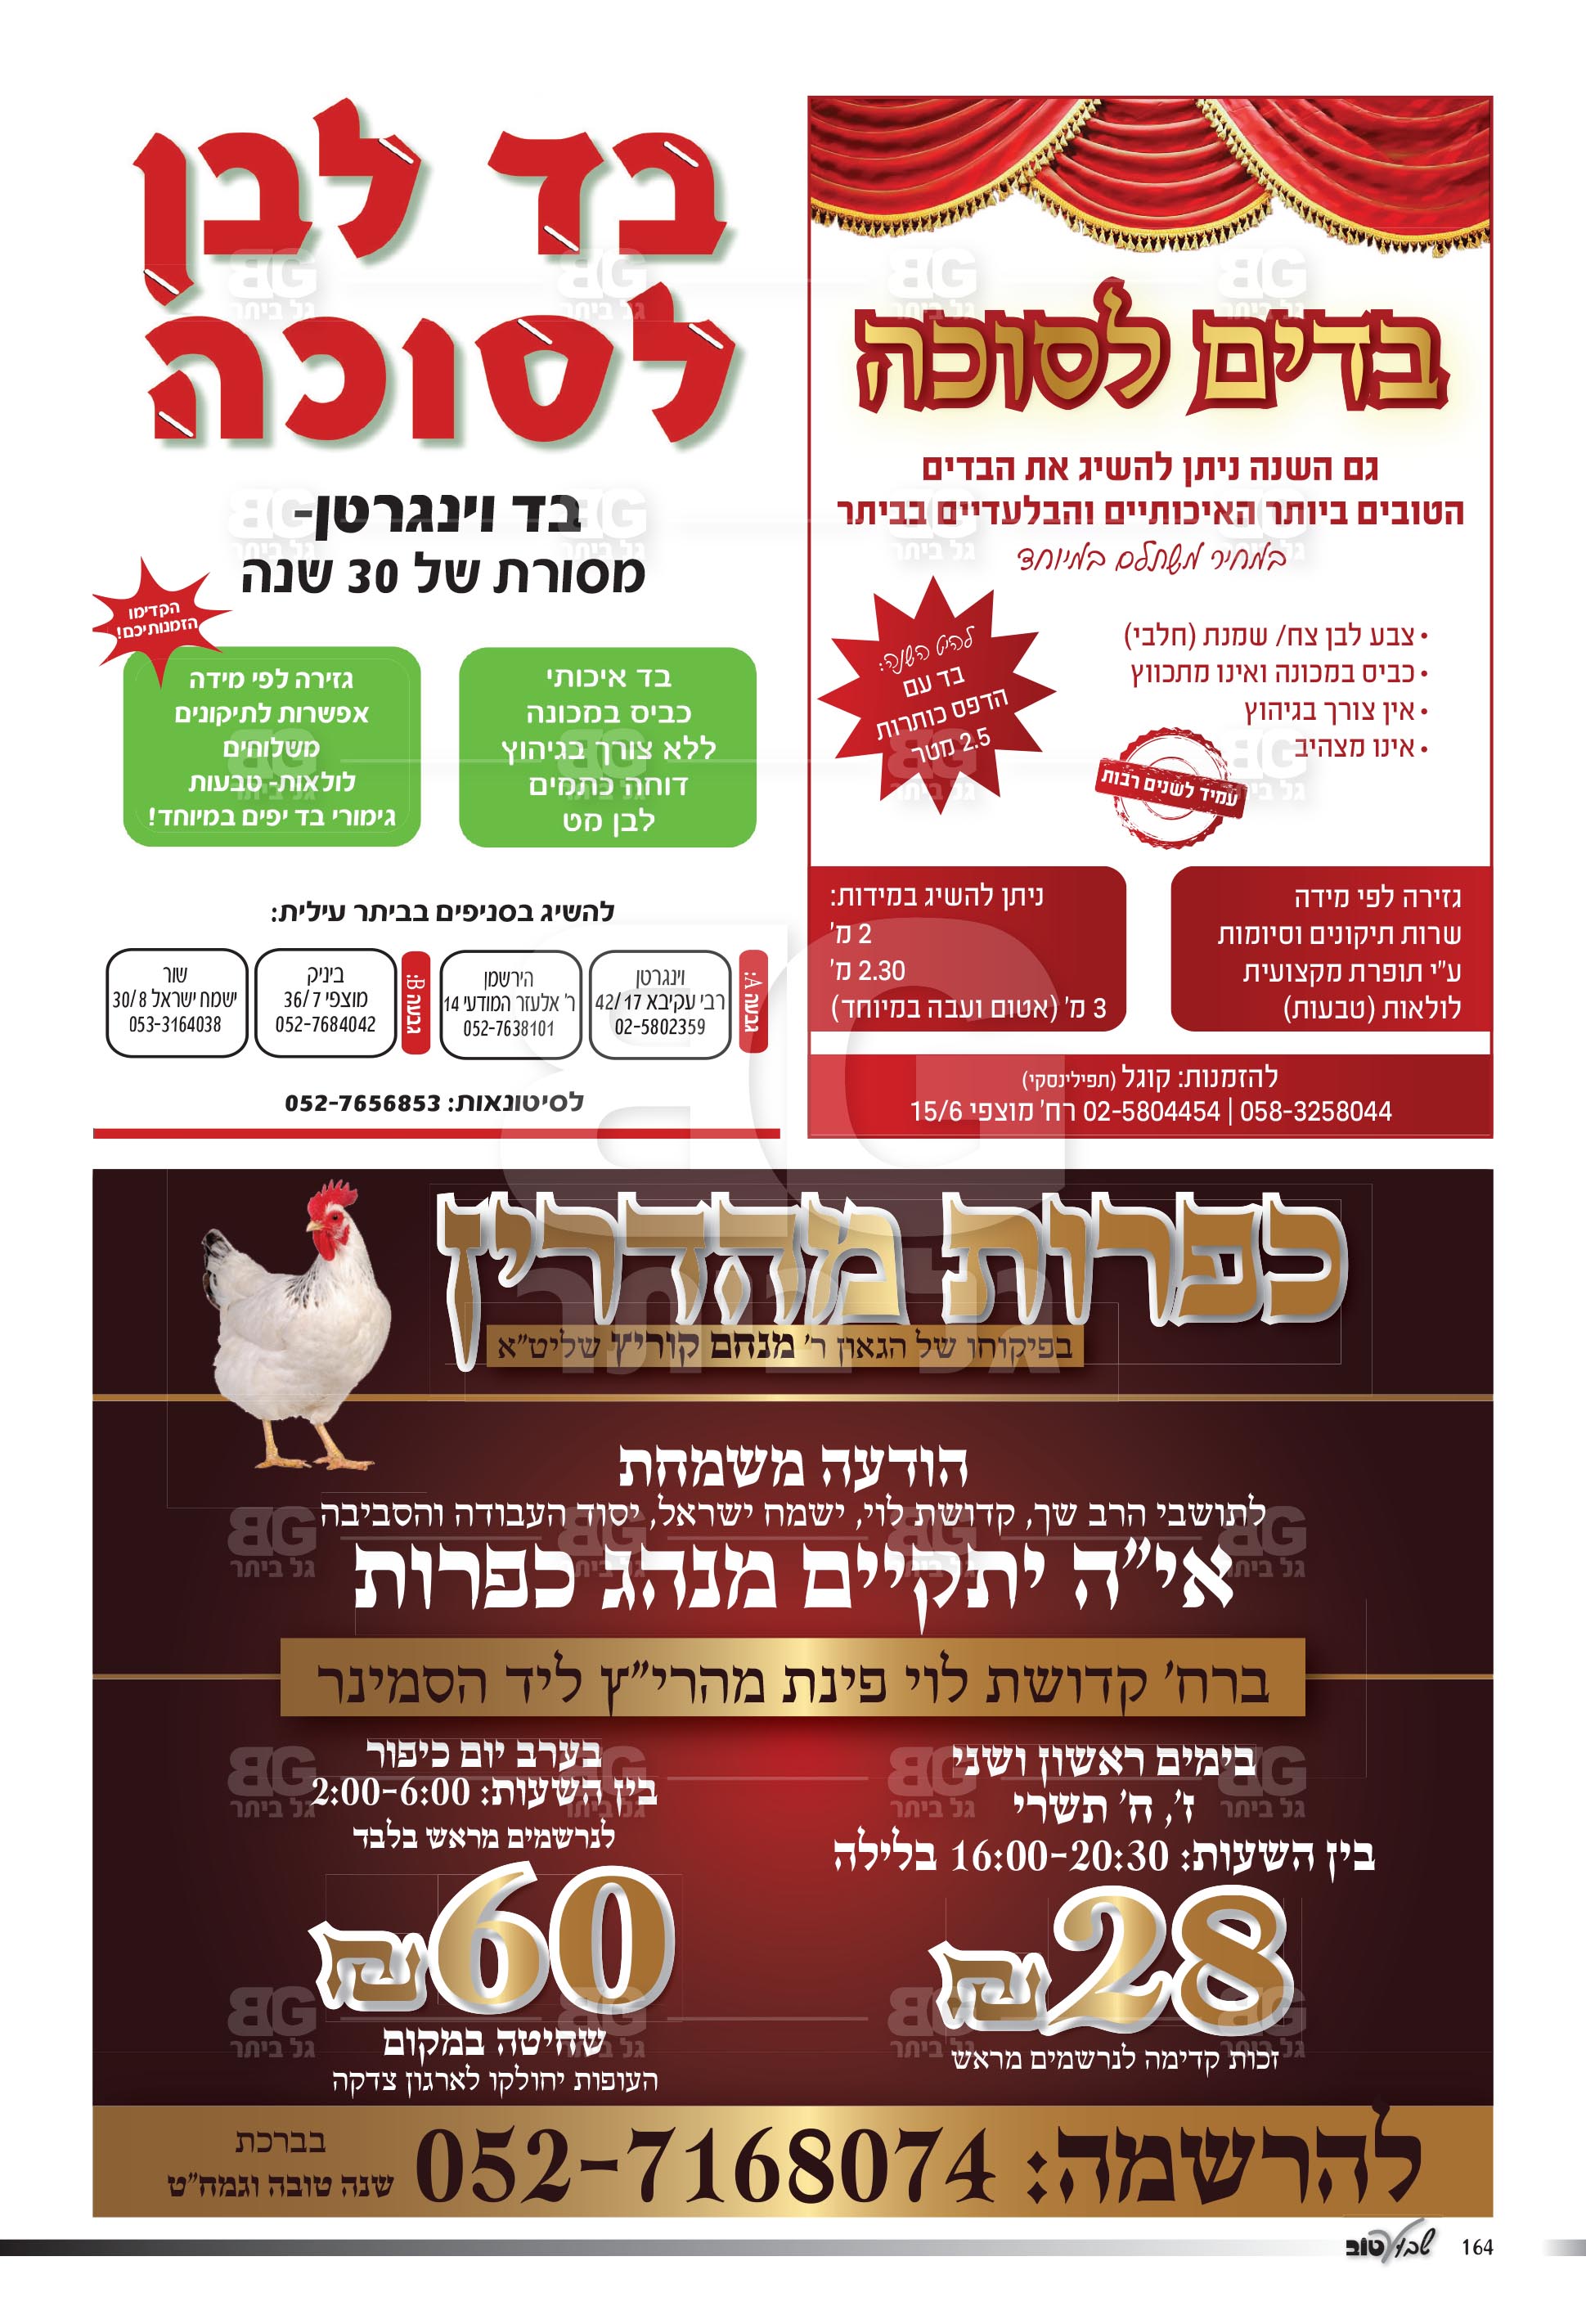 בדים לסוכה
גם השנה ניתן להשיג את הבדים
הטובים ביותר האיכותיים והבלעדיים בביתר
במחיר משתלם במיוחד
• צבע לבן צח/ שמנת (חלבי)
• כביס במכונה ואינו מתכווץ
• אין צורך בגיהוץ
• אינו מצהיב
עמיד לשנים רבות
להיט השנה:
בד עם
הדפס כותרות
2.5 מטר
גזירה לפי מידה
שרות תיקונים וסיומות
ע"י תופרת מקצועית
לולאות (טבעות)
ניתן להשיג במידות:
2 מ'
2.30 מ'
3 מ' (אטום ועבה במיוחד)
להזמנות: קוגל (תפילינסקי)
058-3258044 | 02-5804454 רח' מוצפי 15/6
בד לבן
לסוכה
בד וינגרטן-
מסורת של 30 שנה
הקדימו
הזמנותיכם!
בד איכותי
כביס במכונה
ללא צורך בגיהוץ
דוחה כתמים
לבן מט
גזירה לפי מידה
אפשרות לתיקונים
משלוחים
לולאות- טבעות
גימורי בד יפים במיוחד!
להשיג בסניפים בביתר עילית:
גבעה A:
וינגרטן
רבי עקיבא 42/17
02-5802359
הירשמן
ר' אלעזר המודעי 14
052-7638101
גבעה B:
ביניק
מוצפי 36/7
052-7684042
שור
ישמח ישראל 30/8
053-3164038
לסיטונאות: 052-7656853
כפרות מהדרין
בפיקוחו של הגאון ר' מנחם קוריץ שליט"א
הודעה משמחת
לתושבי הרב שך, קדושת לוי, ישמח ישראל, יסוד העבודה והסביבה
אי"ה יתקיים מנהג כפרות
ברח' קדושת לוי פינת מהרי"ץ ליד הסמינר
בימים ראשון ושני
ז', ח' תשרי
בין השעות: 16:00-20:30 בלילה
28₪
זכות קדימה לנרשמים מראש
בערב יום כיפור
בין השעות: 2:00-6:00
לנרשמים מראש בלבד
60₪
שחיטה במקום
העופות יחולקו לארגון צדקה
להרשמה: 052-7168074
בברכת
שנה טובה וגמח"ט
BG
גל ביתר
164 שבוע טוב